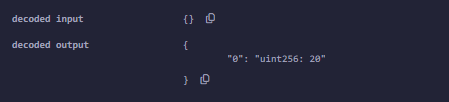 decoded input {}
decoded output {
"0": "uint256: 20"
}